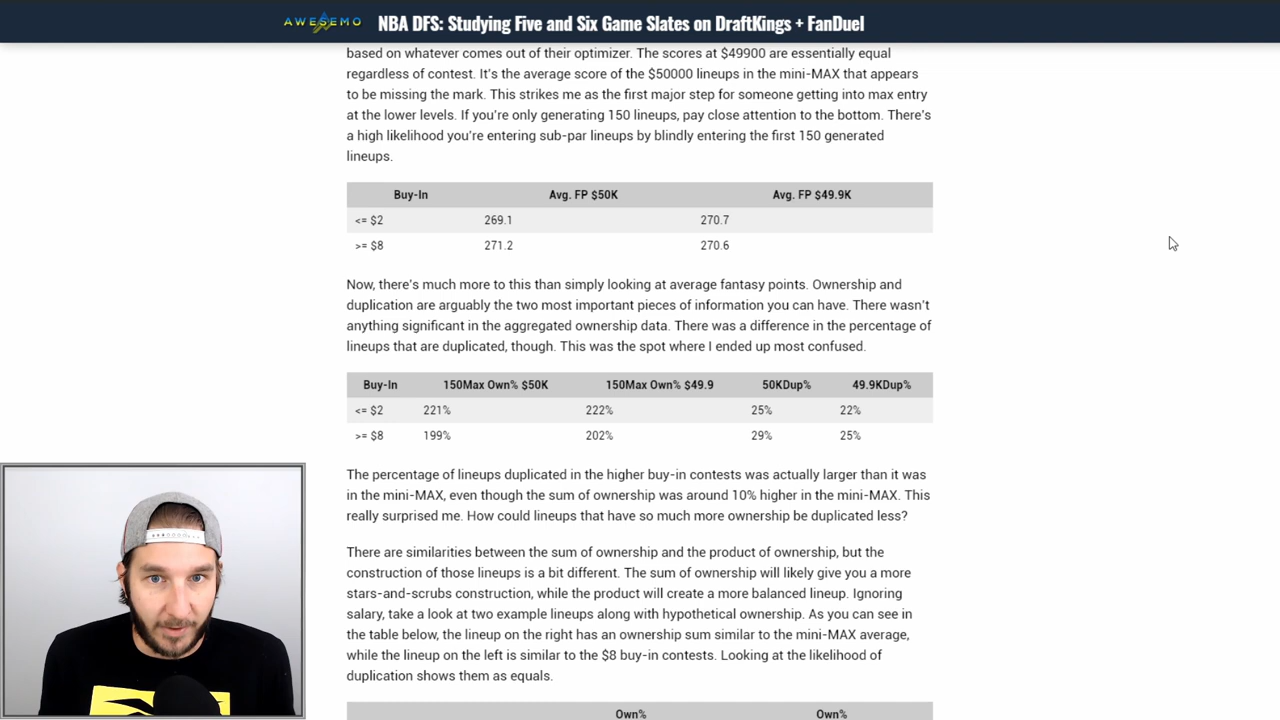 AWESEMO NBA DFS: Studying Five and Six Game Slates on DraftKings + FanDuel
based on whatever comes out of their optimizer. The scores at $49900 are essentially equal
regardless of contest. It's the average score of the $50000 lineups in the mini-MAX that appears
to be missing the mark. This strikes me as the first major step for someone getting into max entry
at the lower levels. If you're only generating 150 lineups, pay close attention to the bottom. There's
a high likelihood you're entering sub-par lineups by blindly entering the first 150 generated
lineups.
Buy-In Avg. FP $50K Avg. FP $49.9K
<= $2 269.1 270.7
>= $8 271.2 270.6
Now, there's much more to this than simply looking at average fantasy points. Ownership and
duplication are arguably the two most important pieces of information you can have. There wasn't
anything significant in the aggregated ownership data. There was a difference in the percentage of
lineups that are duplicated, though. This was the spot where I ended up most confused.
Buy-In 150Max Own% $50K 150Max Own% $49.9 50KDup% 49.9KDup%
<= $2 221% 222% 25% 22%
>= $8 199% 202% 29% 25%
The percentage of lineups duplicated in the higher buy-in contests was actually larger than it was
in the mini-MAX, even though the sum of ownership was around 10% higher in the mini-MAX. This
really surprised me. How could lineups that have so much more ownership be duplicated less?
There are similarities between the sum of ownership and the product of ownership, but the
construction of those lineups is a bit different. The sum of ownership will likely give you a more
stars-and-scrubs construction, while the product will create a more balanced lineup. Ignoring
salary, take a look at two example lineups along with hypothetical ownership. As you can see in
the table below, the lineup on the right has an ownership sum similar to the mini-MAX average,
while the lineup on the left is similar to the $8 buy-in contests. Looking at the likelihood of
duplication shows them as equals.
Own% Own%